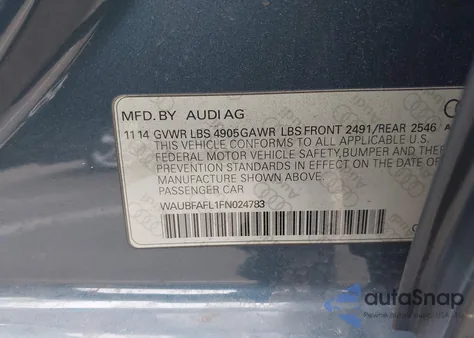 MFD.BY AUDI AG
11 14 GVWR LBS 4905GAWR LBS FRONT 2491/REAR 2546
THIS VEHICLE CONFORMS TO ALL APPLICABLE U.S.
FEDERAL MOTOR VEHICLE SAFETY,BUMPER AND THEFT
PREVENTION STANDARDS IN EFFECT ON THE DATE OF
MANUFACTURE SHOWN ABOVE.
PASSENGER CAR
WAUBFAFL1FN024783
autoSnap